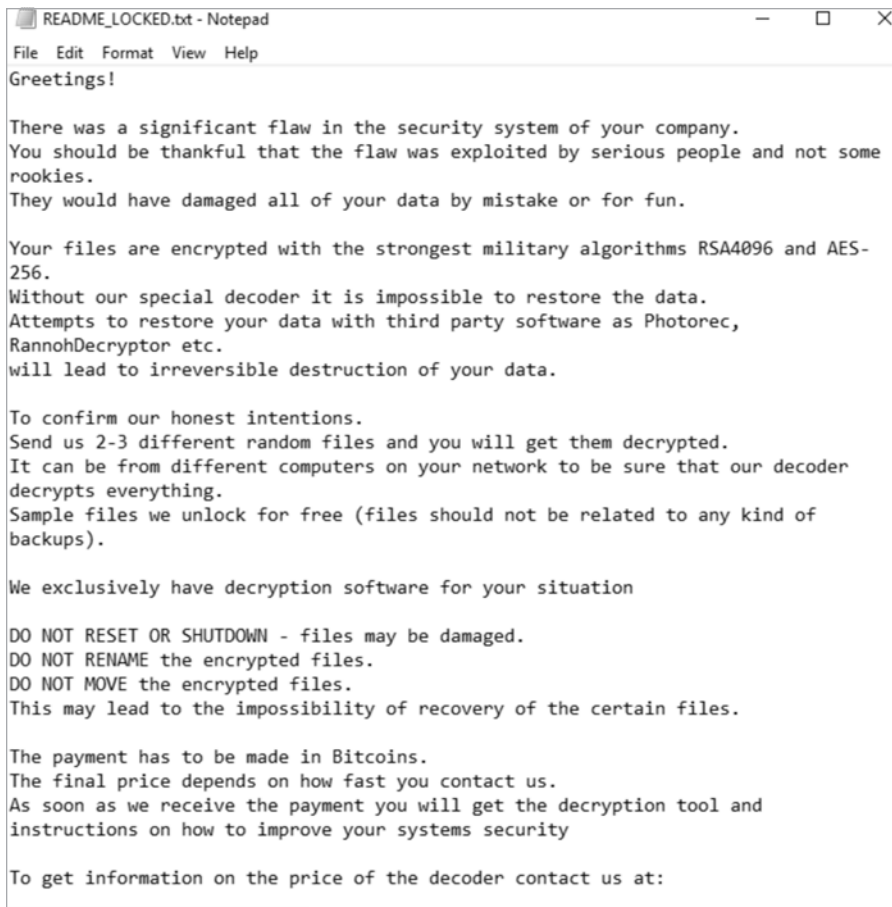 README_LOCKED.txt - Notepad
File Edit Format View Help
Greetings!
There was a significant flaw in the security system of your company.
You should be thankful that the flaw was exploited by serious people and not some
rookies.
They would have damaged all of your data by mistake or for fun.
Your files are encrypted with the strongest military algorithms RSA4096 and AES-
256.
Without our special decoder it is impossible to restore the data.
Attempts to restore your data with third party software as Photorec,
RannohDecryptor etc.
will lead to irreversible destruction of your data.
To confirm our honest intentions.
Send us 2-3 different random files and you will get them decrypted.
It can be from different computers on your network to be sure that our decoder
decrypts everything.
Sample files we unlock for free (files should not be related to any kind of
backups).
We exclusively have decryption software for your situation
DO NOT RESET OR SHUTDOWN - files may be damaged.
DO NOT RENAME the encrypted files.
DO NOT MOVE the encrypted files.
This may lead to the impossibility of recovery of the certain files.
The payment has to be made in Bitcoins.
The final price depends on how fast you contact us.
As soon as we receive the payment you will get the decryption tool and
instructions on how to improve your systems security
To get information on the price of the decoder contact us at: